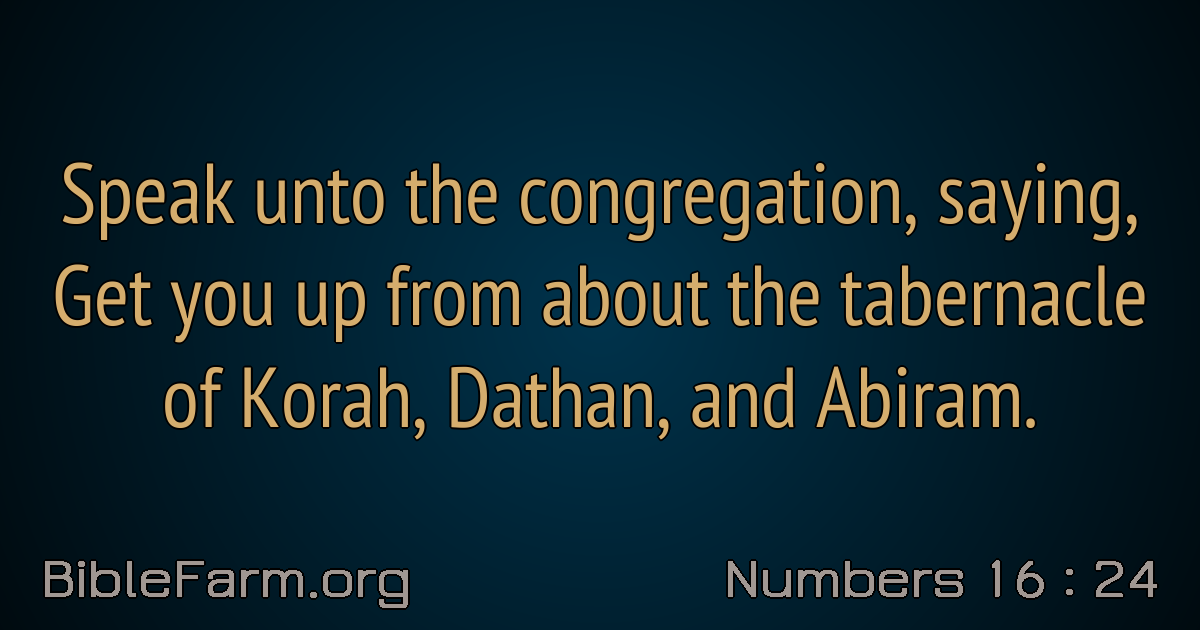 Speak unto the congregation, saying,
Get you up from about the tabernacle
of Korah, Dathan, and Abiram.
BibleFarm.org
Numbers 16 : 24